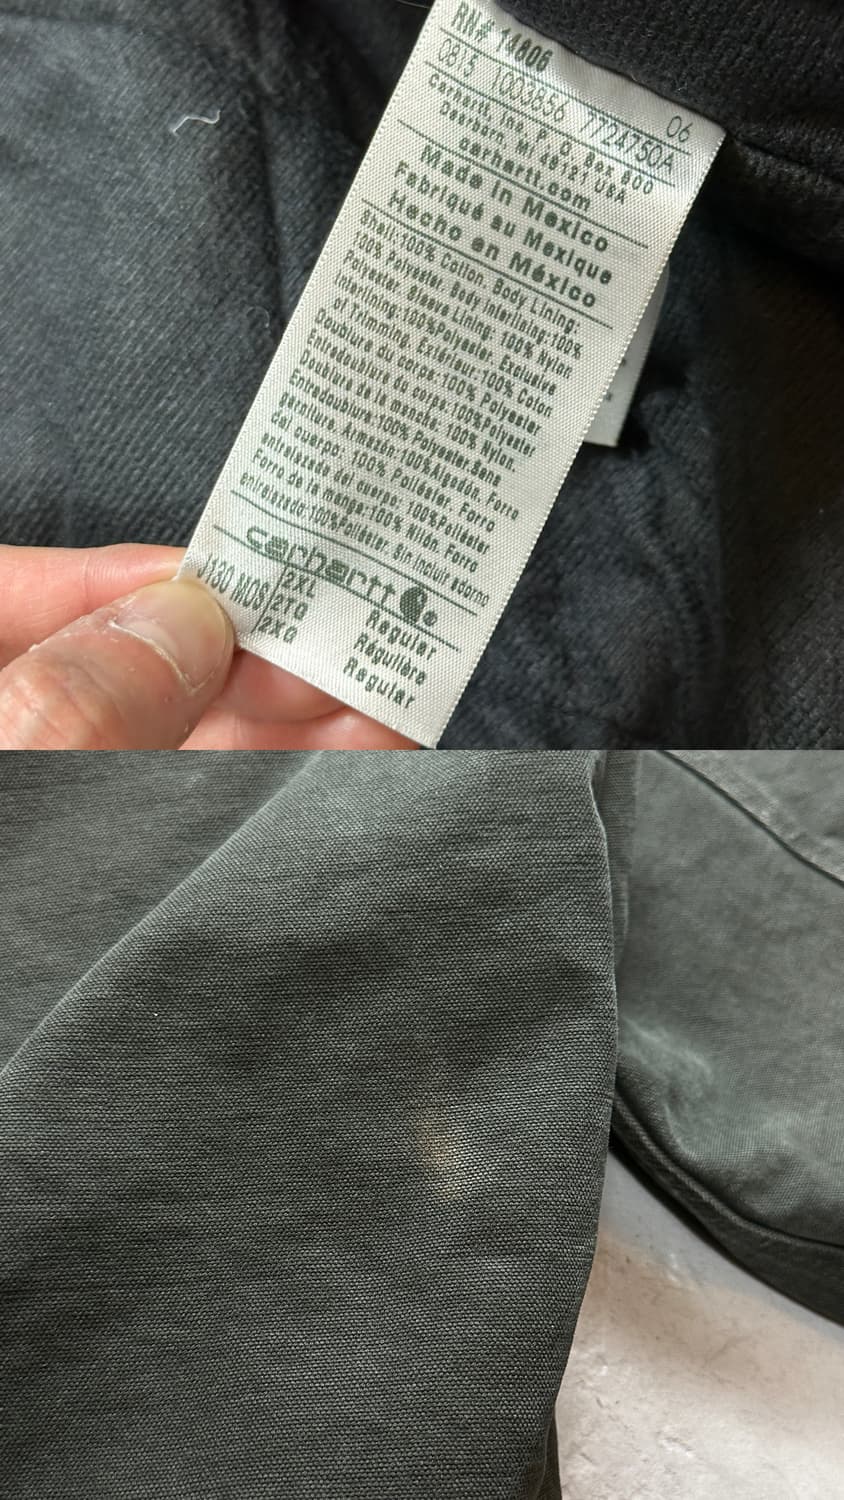 RN# 14806
0815 1003856 7724750A 06
Carhartt, Inc. P. O. Box 600
Dearborn, MI 48121 USA
carhartt.com
Made in Mexico
Fabriqué au Mexique
Hecho en México
Shell:100% Cotton. Body Lining:
100% Polyester. Body Interlining:100%
Polyester. Sleeve Lining: 100% Nylon
Interlining:100%Polyester. Exclusive
of Trimming. Extérieur:100% Coton
Doublure du corps:100% Polyester
Entredoublure du corps:100%Polyester
Doublure de la manche: 100% Nylon.
Entredoublure:100% Polyester.Sans
garniture. Armazón:100%Algodón. Forro
del cuerpo: 100% Poliéster. Forro
entrelazada del cuerpo: 100%Poliéster
Forro de la manga:100% Nilón. Forro
entrelazado:100%Poliéster. Sin incluir adorno
carhartt
J130 MOS 2XL Regular
2TG Régulière
2XG Regular